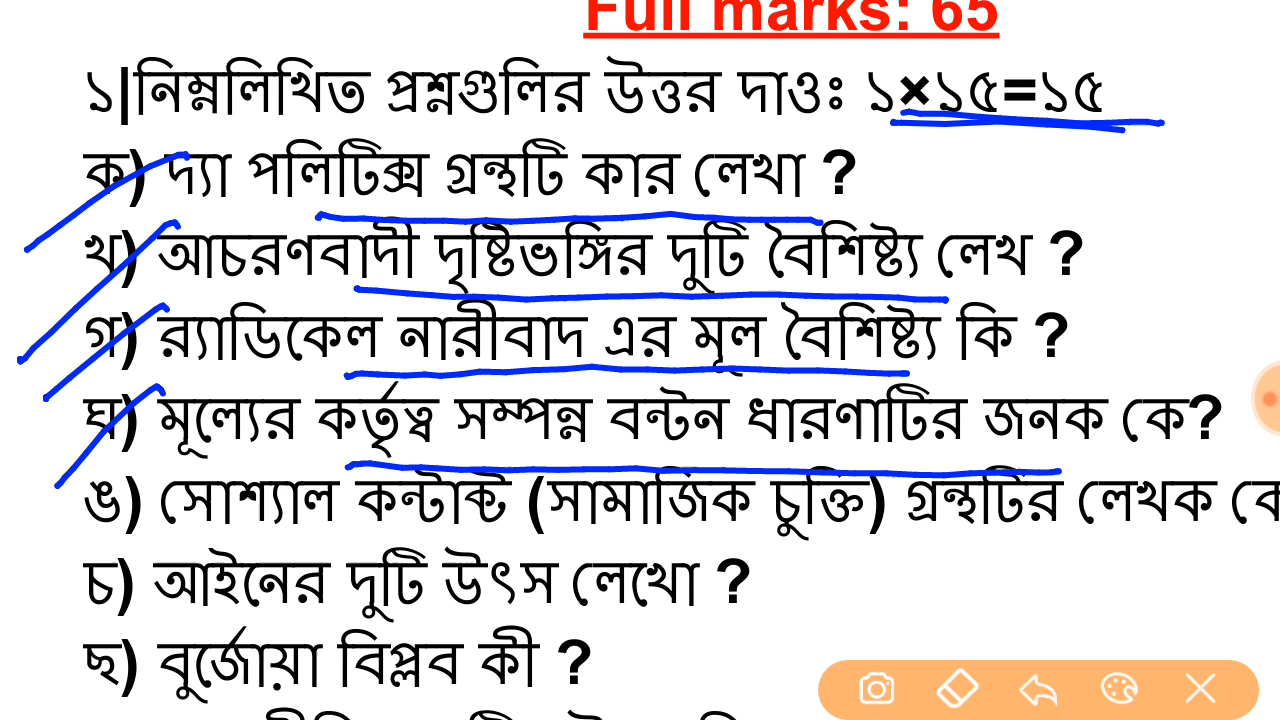 Full marks: 65
১|নিম্নলিখিত প্রশ্নগুলির উত্তর দাওঃ ১×১৫=১৫
ক) দ্যা পলিটিক্স গ্রন্থটি কার লেখা ?
খ) আচরণবাদী দৃষ্টিভঙ্গির দুটি বৈশিষ্ট্য লেখ ?
গ) র‍্যাডিকেল নারীবাদ এর মূল বৈশিষ্ট্য কি ?
ঘ) মূল্যের কর্তৃত্ব সম্পন্ন বন্টন ধারণাটির জনক কে?
ঙ) সোশ্যাল কন্টাক্ট (সামাজিক চুক্তি) গ্রন্থটির লেখক কে
চ) আইনের দুটি উৎস লেখো ?
ছ) বুর্জোয়া বিপ্লব কী ?